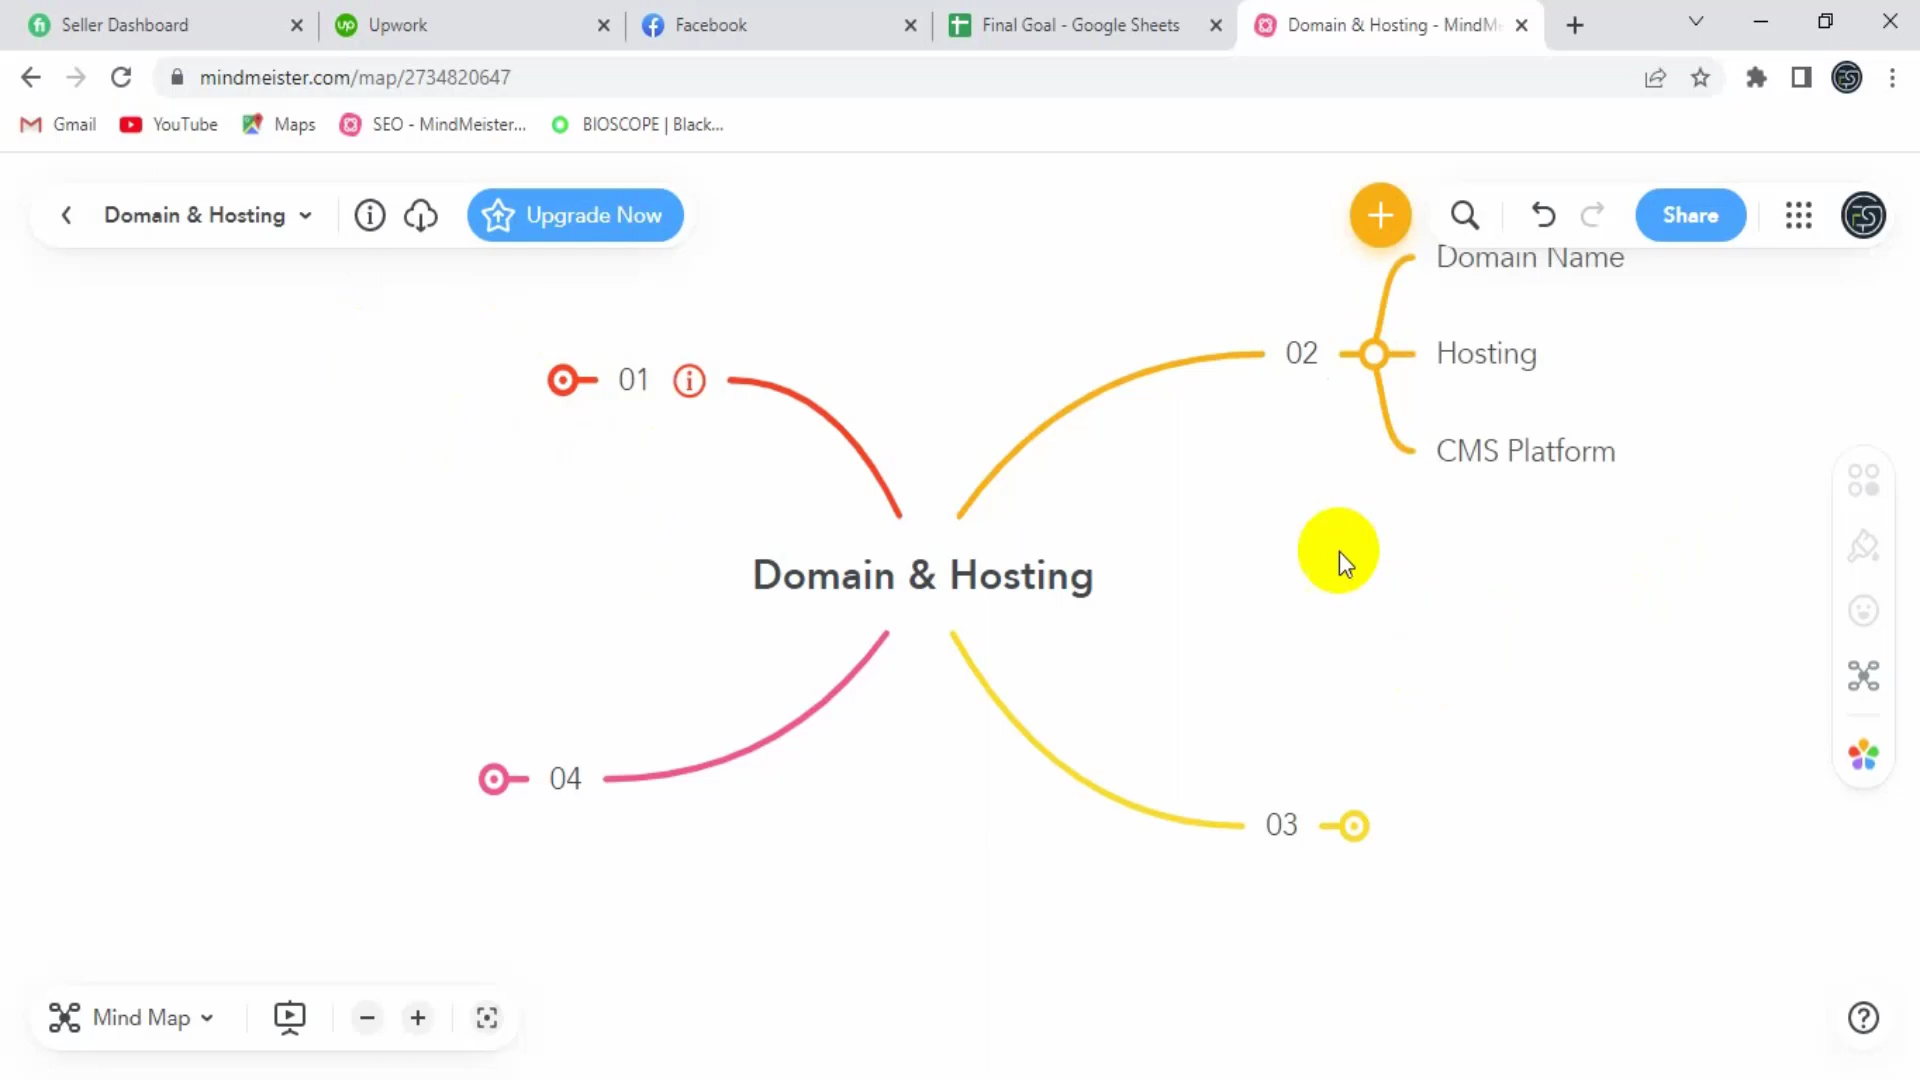 Seller Dashboard
Upwork
Facebook
Final Goal - Google Sheets
Domain & Hosting - MindMe
mindmeister.com/map/2734820647
Gmail
YouTube
Maps
SEO - MindMeister...
BIOSCOPE | Black...
Domain & Hosting
Upgrade Now
Share
Domain Name
01
02
Hosting
CMS Platform
Domain & Hosting
04
03
Mind Map